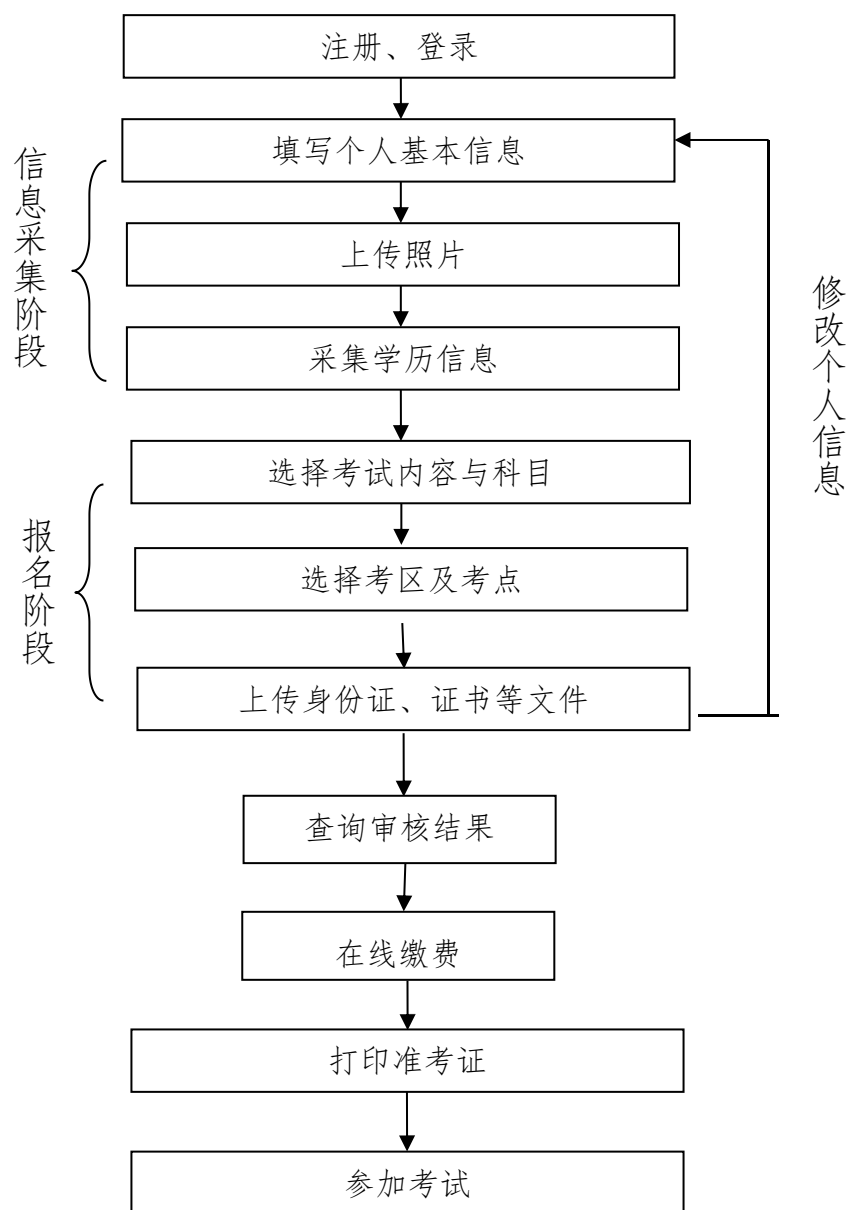 注册、登录
填写个人基本信息
信息采集阶段
上传照片
采集学历信息
修改个人信息
选择考试内容与科目
报名阶段
选择考区及考点
上传身份证、证书等文件
查询审核结果
在线缴费
打印准考证
参加考试